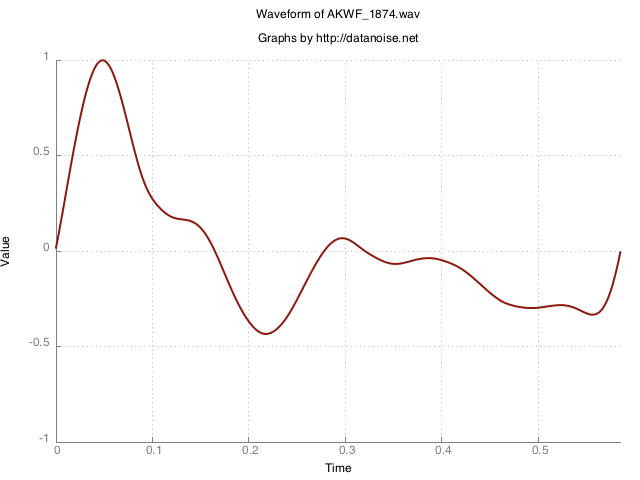 Waveform of AKWF_1874.wav
Graphs by http://datanoise.net
1
0.5
0
-0.5
-1
Value
0 0.1 0.2 0.3 0.4 0.5
Time